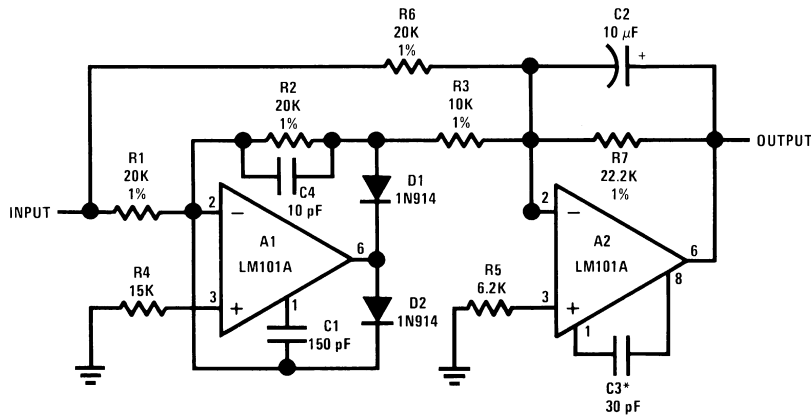 R6
20K
1%
C2
10 μF
+
R2
20K
1%
R3
10K
1%
OUTPUT
R7
22.2K
1%
R1
20K
1%
C4
10 pF
D1
1N914
INPUT
2
−
A1
LM101A
6
2
−
A2
LM101A
6
8
R4
15K
3
+
1
D2
1N914
R5
6.2K
3
+
1
C1
150 pF
C3*
30 pF